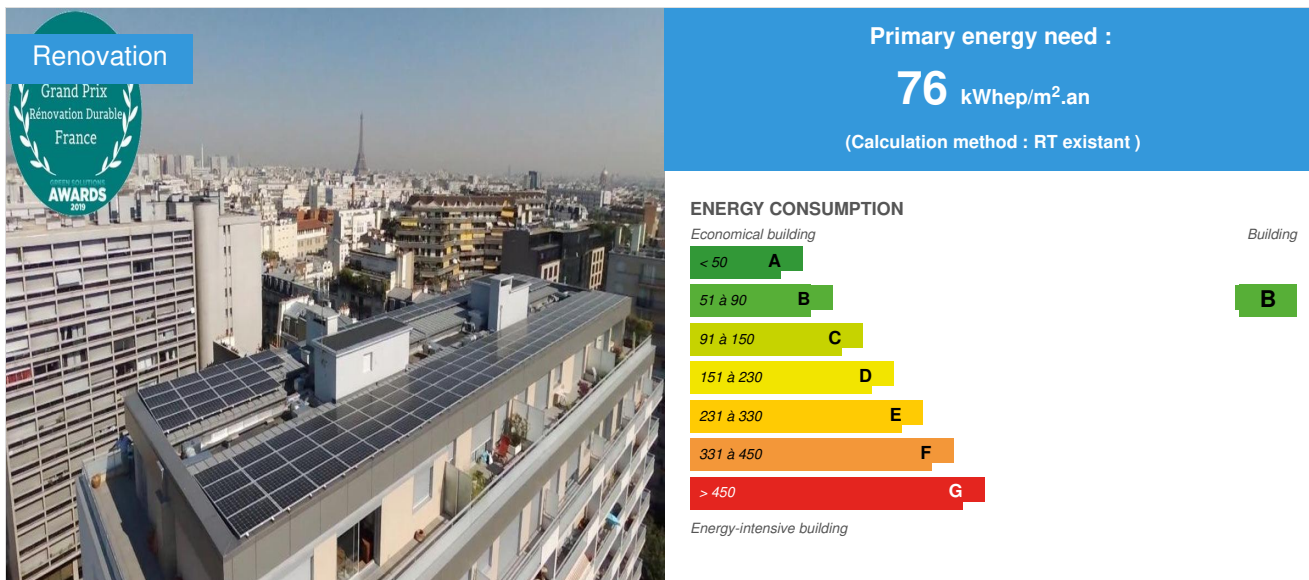 Renovation
Grand Prix
Rénovation Durable
France
GREEN SOLUTIONS
AWARDS
2019
Primary energy need :
76 kWhep/m².an
(Calculation method : RT existant )
ENERGY CONSUMPTION
Economical building Building
< 50 A
51 à 90 B B
91 à 150 C
151 à 230 D
231 à 330 E
331 à 450 F
> 450 G
Energy-intensive building